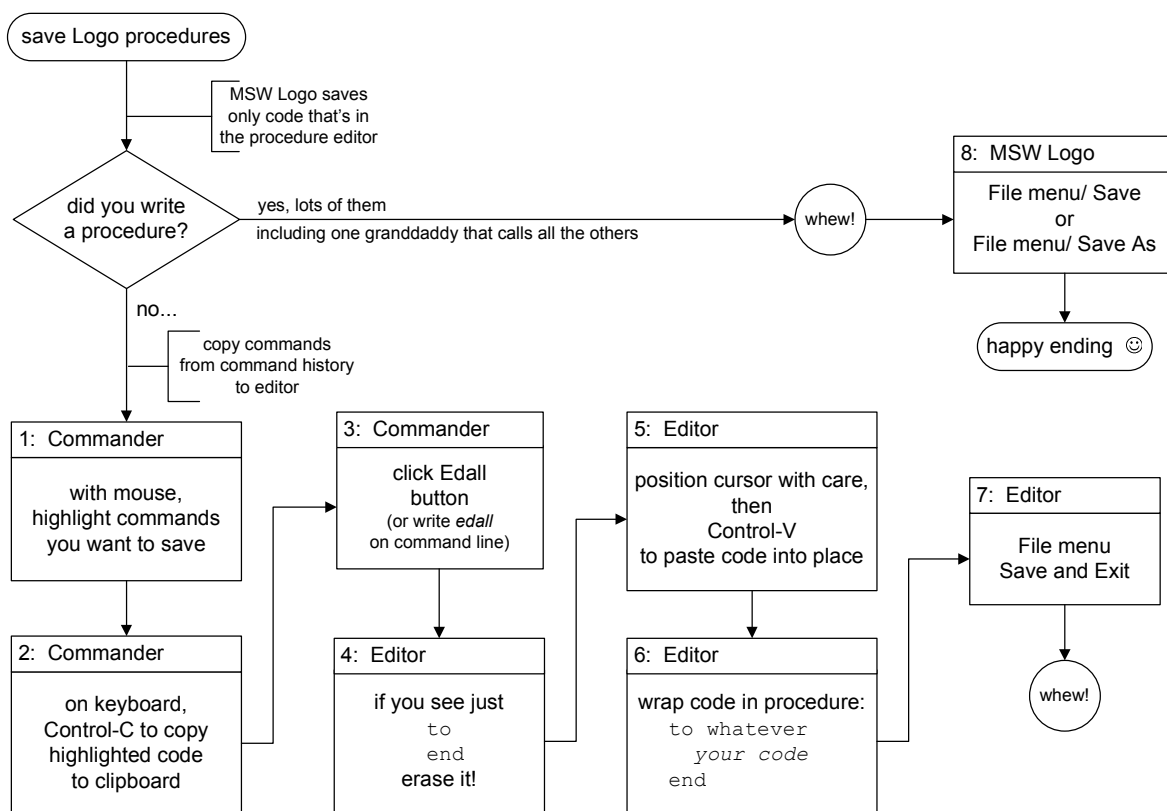 save Logo procedures
MSW Logo saves
only code that's in
the procedure editor
did you write
a procedure?
yes, lots of them
including one granddaddy that calls all the others
whew!
8: MSW Logo
File menu/ Save
or
File menu/ Save As
happy ending ☺
no...
copy commands
from command history
to editor
1: Commander
with mouse,
highlight commands
you want to save
2: Commander
on keyboard,
Control-C to copy
highlighted code
to clipboard
3: Commander
click Edall
button
(or write edall
on command line)
4: Editor
if you see just
to
end
erase it!
5: Editor
position cursor with care,
then
Control-V
to paste code into place
6: Editor
wrap code in procedure:
to whatever
your code
end
7: Editor
File menu
Save and Exit
whew!